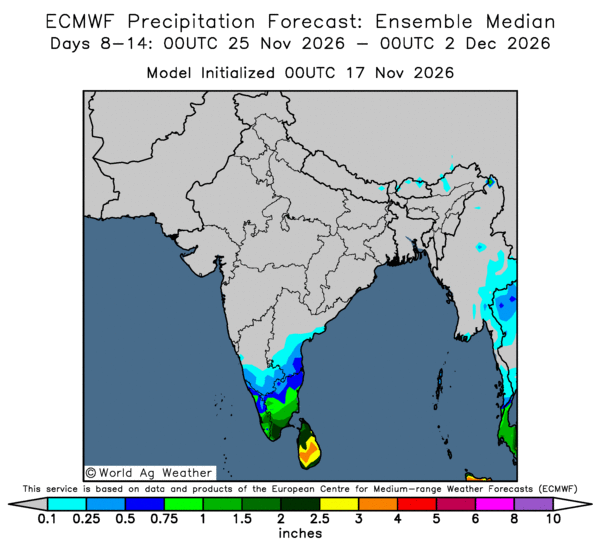 ECMWF Precipitation Forecast: Ensemble Median
Days 8-14: 00UTC 25 Nov 2026 - 00UTC 2 Dec 2026
Model Initialized 00UTC 17 Nov 2026
© World Ag Weather
This service is based on data and products of the European Centre for Medium-range Weather Forecasts (ECMWF)
0.1 0.25 0.5 0.75 1 1.5 2 2.5 3 4 5 6 8 10
inches